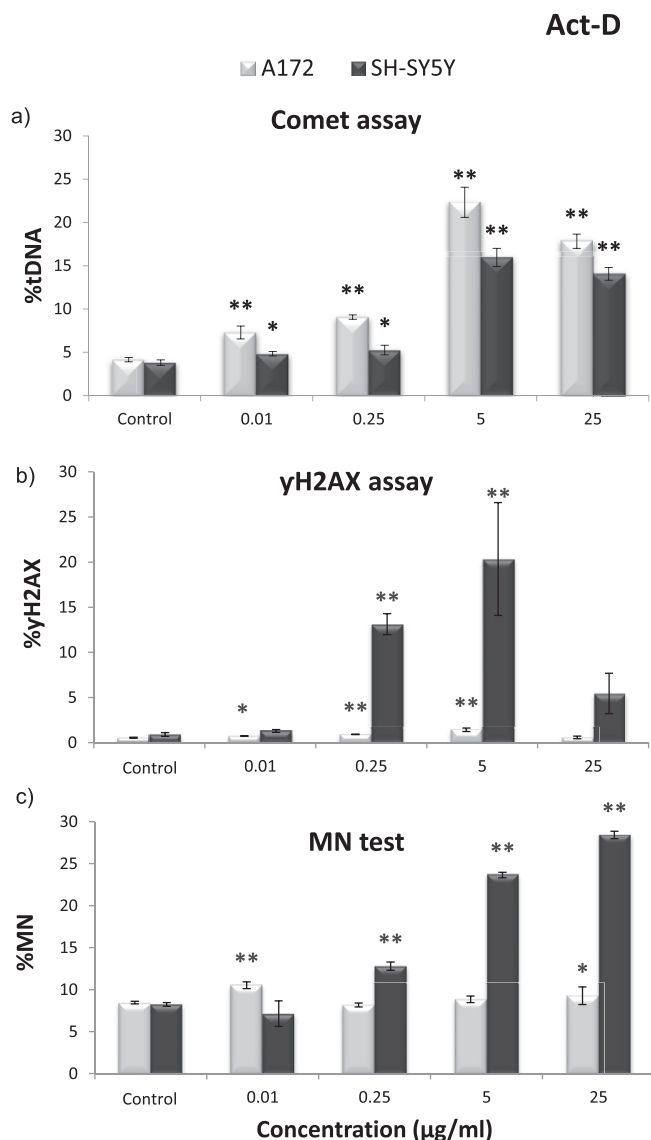 Act-D
A172 SH-SY5Y
a) Comet assay
30
25
20
15
10
5
0
%tDNA
** ** ** * ** * ** **
Control 0.01 0.25 5 25
b) yH2AX assay
30
25
20
15
10
5
0
%yH2AX
* ** ** ** **
Control 0.01 0.25 5 25
c) MN test
30
25
20
15
10
5
0
%MN
** ** ** ** *
Control 0.01 0.25 5 25
Concentration (µg/ml)